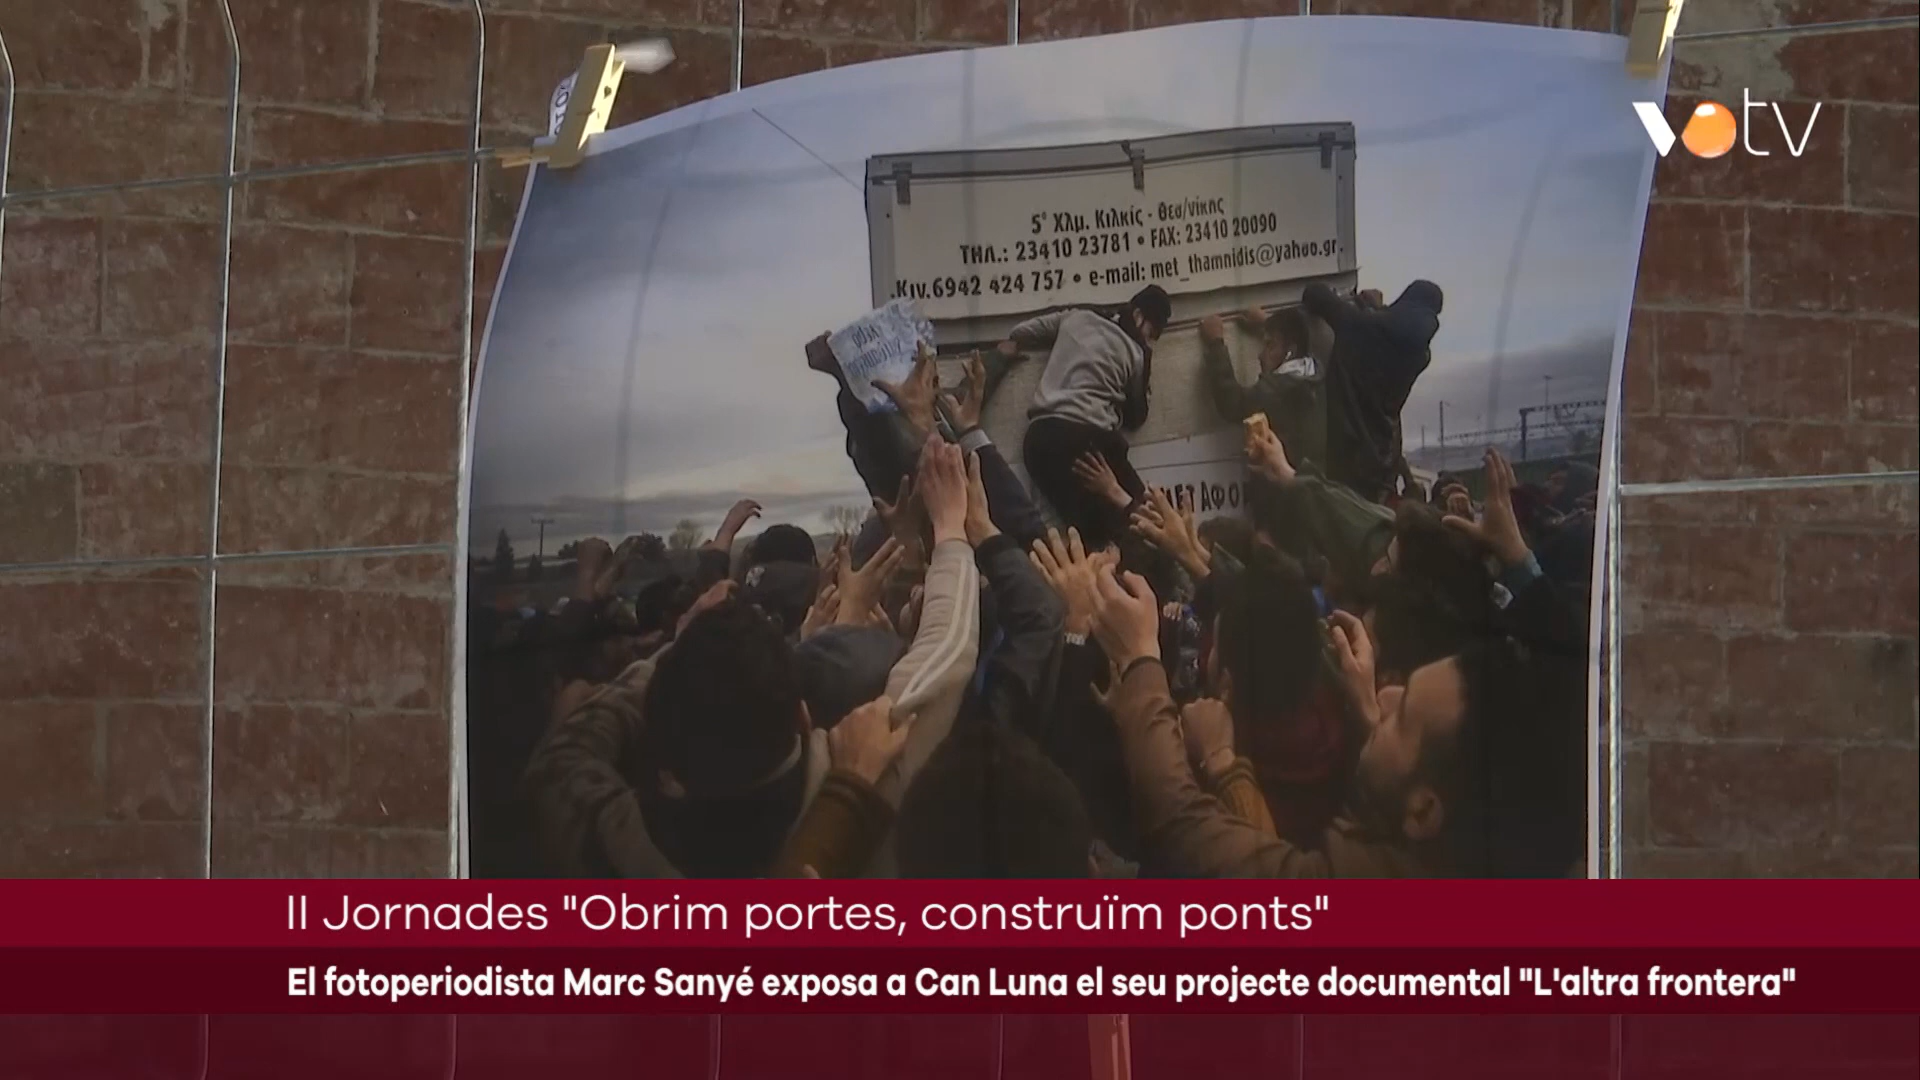 votv
5° Χλμ. Κιλκίς - Θεσ/νίκης
ΤΗΛ.: 23410 23781 • FAX: 23410 20090
Κιν.6942 424 757 • e-mail: met_thamnidis@yahoo.gr
ΜΕΤΑΦΟ
II Jornades "Obrim portes, construïm ponts"
El fotoperiodista Marc Sanyé exposa a Can Luna el seu projecte documental "L'altra frontera"